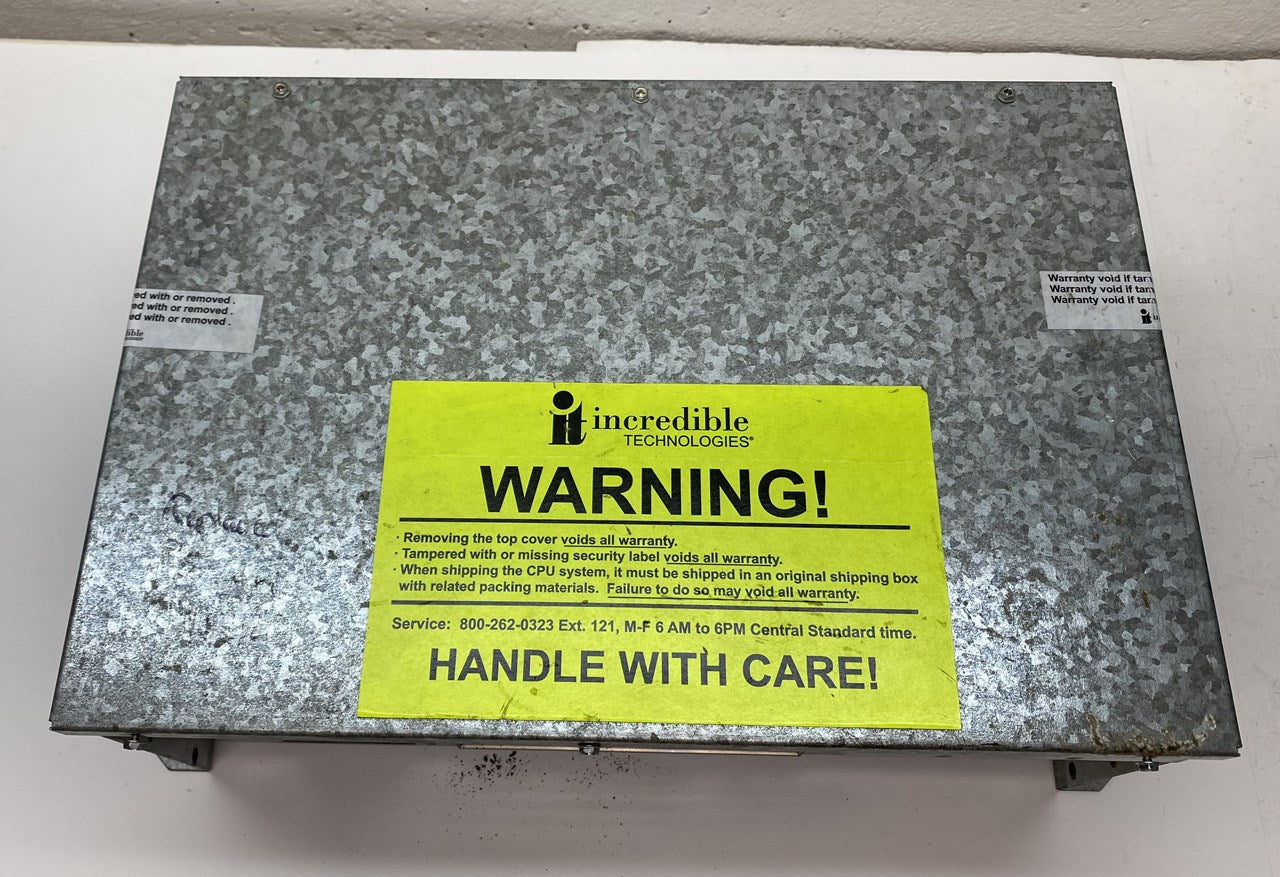 ed with or removed .
ed with or removed .
ed with or removed .
Warranty void if tam
Warranty void if tam
Warranty void if tam
it
it incredible
TECHNOLOGIES®
WARNING!
· Removing the top cover voids all warranty.
· Tampered with or missing security label voids all warranty.
· When shipping the CPU system, it must be shipped in an original shipping box
with related packing materials. Failure to do so may void all warranty.
Service: 800-262-0323 Ext. 121, M-F 6 AM to 6PM Central Standard time.
HANDLE WITH CARE!